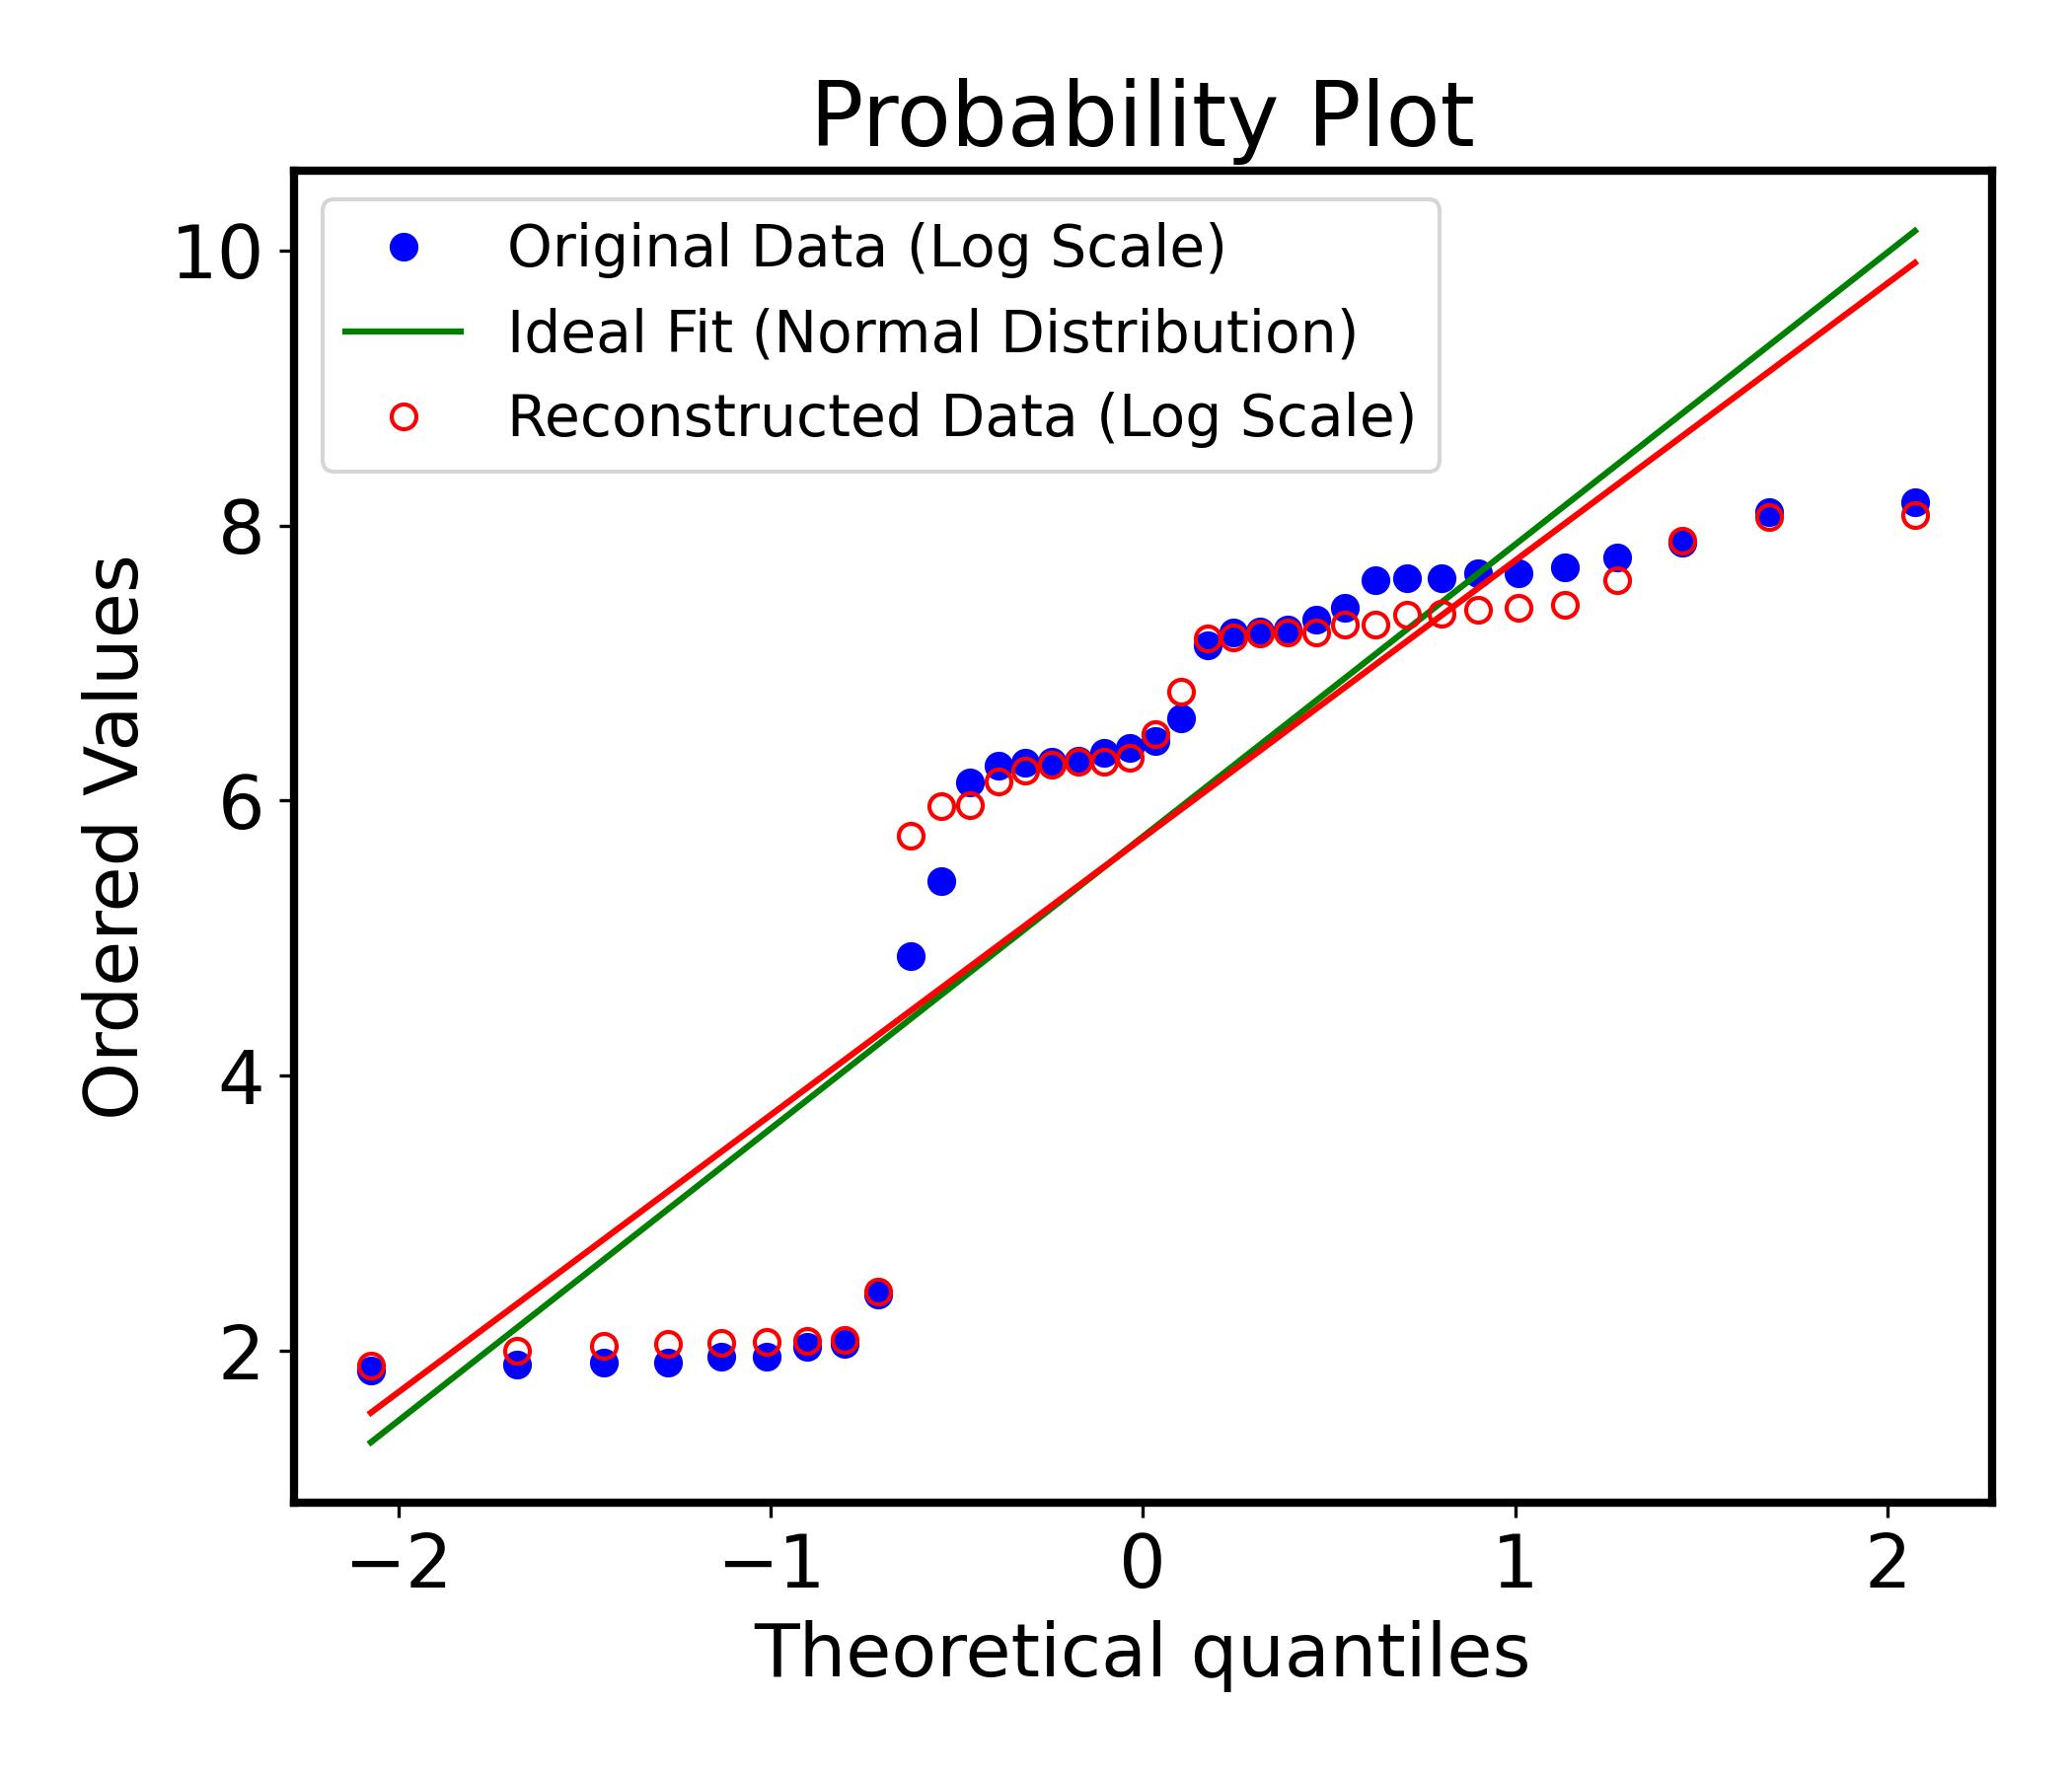 Probability Plot
Original Data (Log Scale)
Ideal Fit (Normal Distribution)
Reconstructed Data (Log Scale)
10
8
6
4
2
Ordered Values
−2 −1 0 1 2
Theoretical quantiles